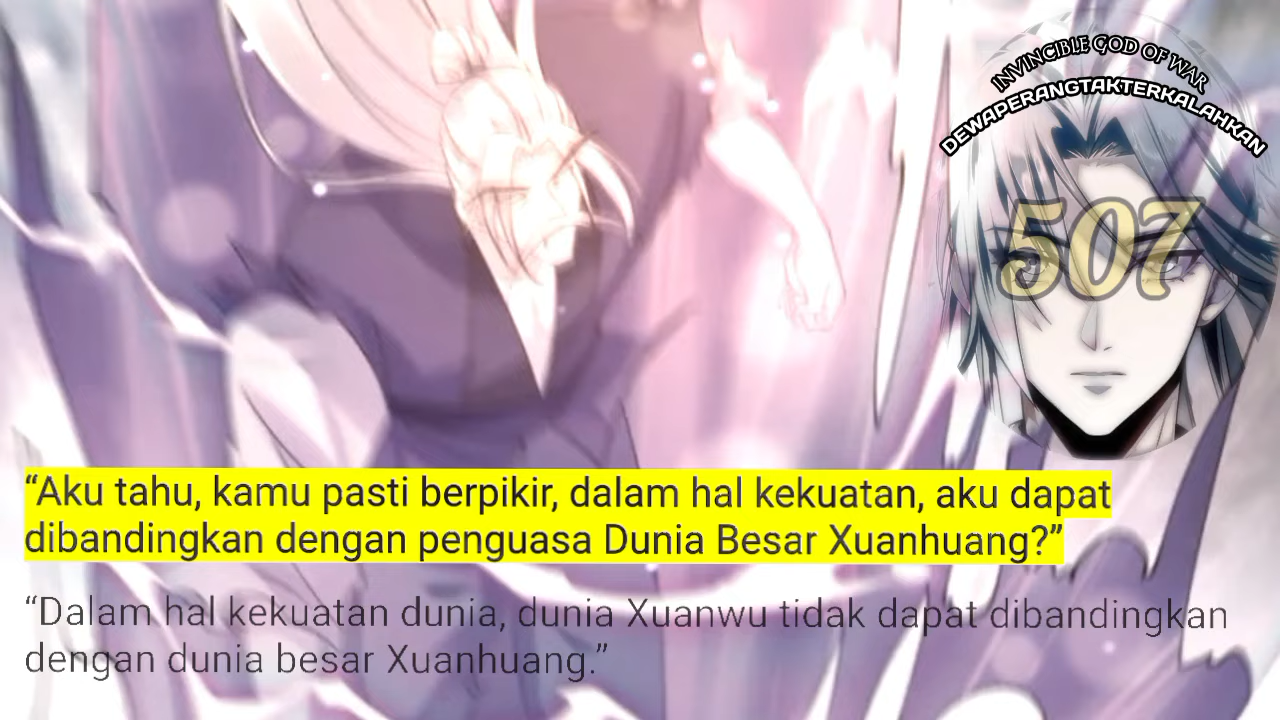 INVINCIBLE GOD OF WAR
DEWAPERANGTAKTERKALAHKAN
507
“Aku tahu, kamu pasti berpikir, dalam hal kekuatan, aku dapat
dibandingkan dengan penguasa Dunia Besar Xuanhuang?”
“Dalam hal kekuatan dunia, dunia Xuanwu tidak dapat dibandingkan
dengan dunia besar Xuanhuang.”